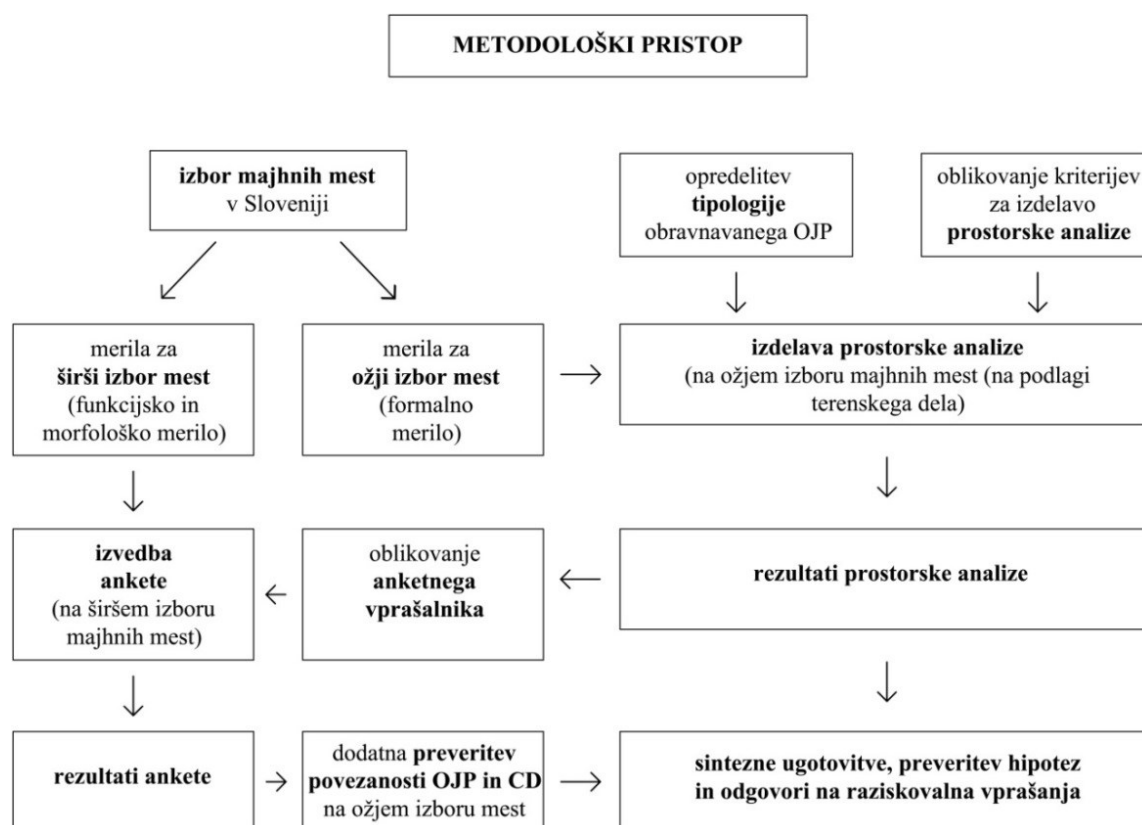 METODOLOŠKI PRISTOP
izbor majhnih mest
v Sloveniji
opredelitev
tipologije
obravnavanega OJP
oblikovanje kriterijev
za izdelavo
prostorske analize
merila za
širši izbor mest
(funkcijsko in
morfološko merilo)
merila za
ožji izbor mest
(formalno
merilo)
izdelava prostorske analize
(na ožjem izboru majhnih mest (na podlagi
terenskega dela)
izvedba
ankete
(na širšem izboru
majhnih mest)
oblikovanje
anketnega
vprašalnika
rezultati prostorske analize
rezultati ankete
dodatna preveritev
povezanosti OJP in CD
na ožjem izboru mest
sintezne ugotovitve, preveritev hipotez
in odgovori na raziskovalna vprašanja